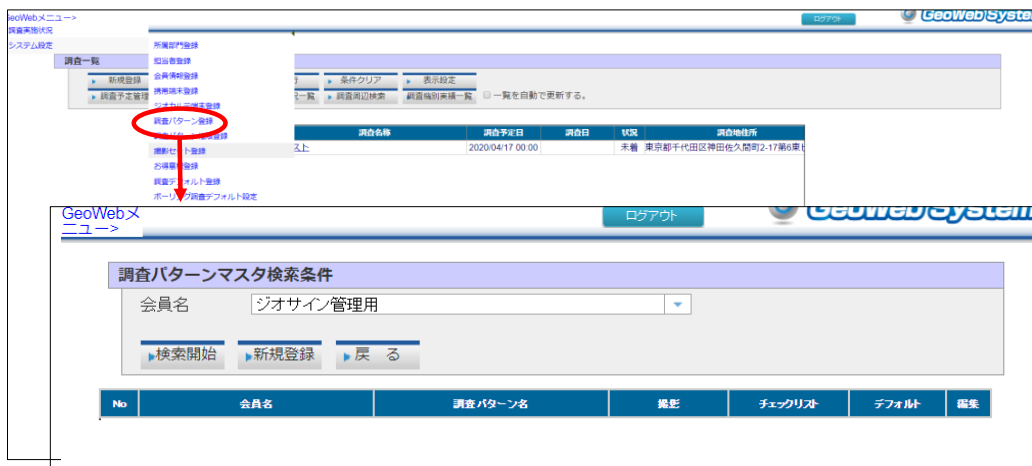 GeoWebメニュー>
調査実施状況
システム設定
ログアウト
GeoWeb System
所属部門登録
担当者登録
会員情報登録
携帯端末登録
調査パターン登録
撮影セット登録
調査デフォルト登録
ボーリング調査デフォルト設定
調査一覧
新規登録
条件クリア
表示設定
調査予定管理
調査周辺検索
調査機別実績一覧
一覧を自動で更新する。
調査名称
調査予定日
調査日
状況
調査地住所
2020/04/17 00:00
未着
東京都千代田区神田佐久間町2-17第6東ビ
GeoWebメ
ニュー>
ログアウト
GeoWebSystem
調査パターンマスタ検索条件
会員名
ジオサイン管理用
検索開始
新規登録
戻 る
No 会員名 調査パターン名 撮影 チェックリスト デフォルト 編集